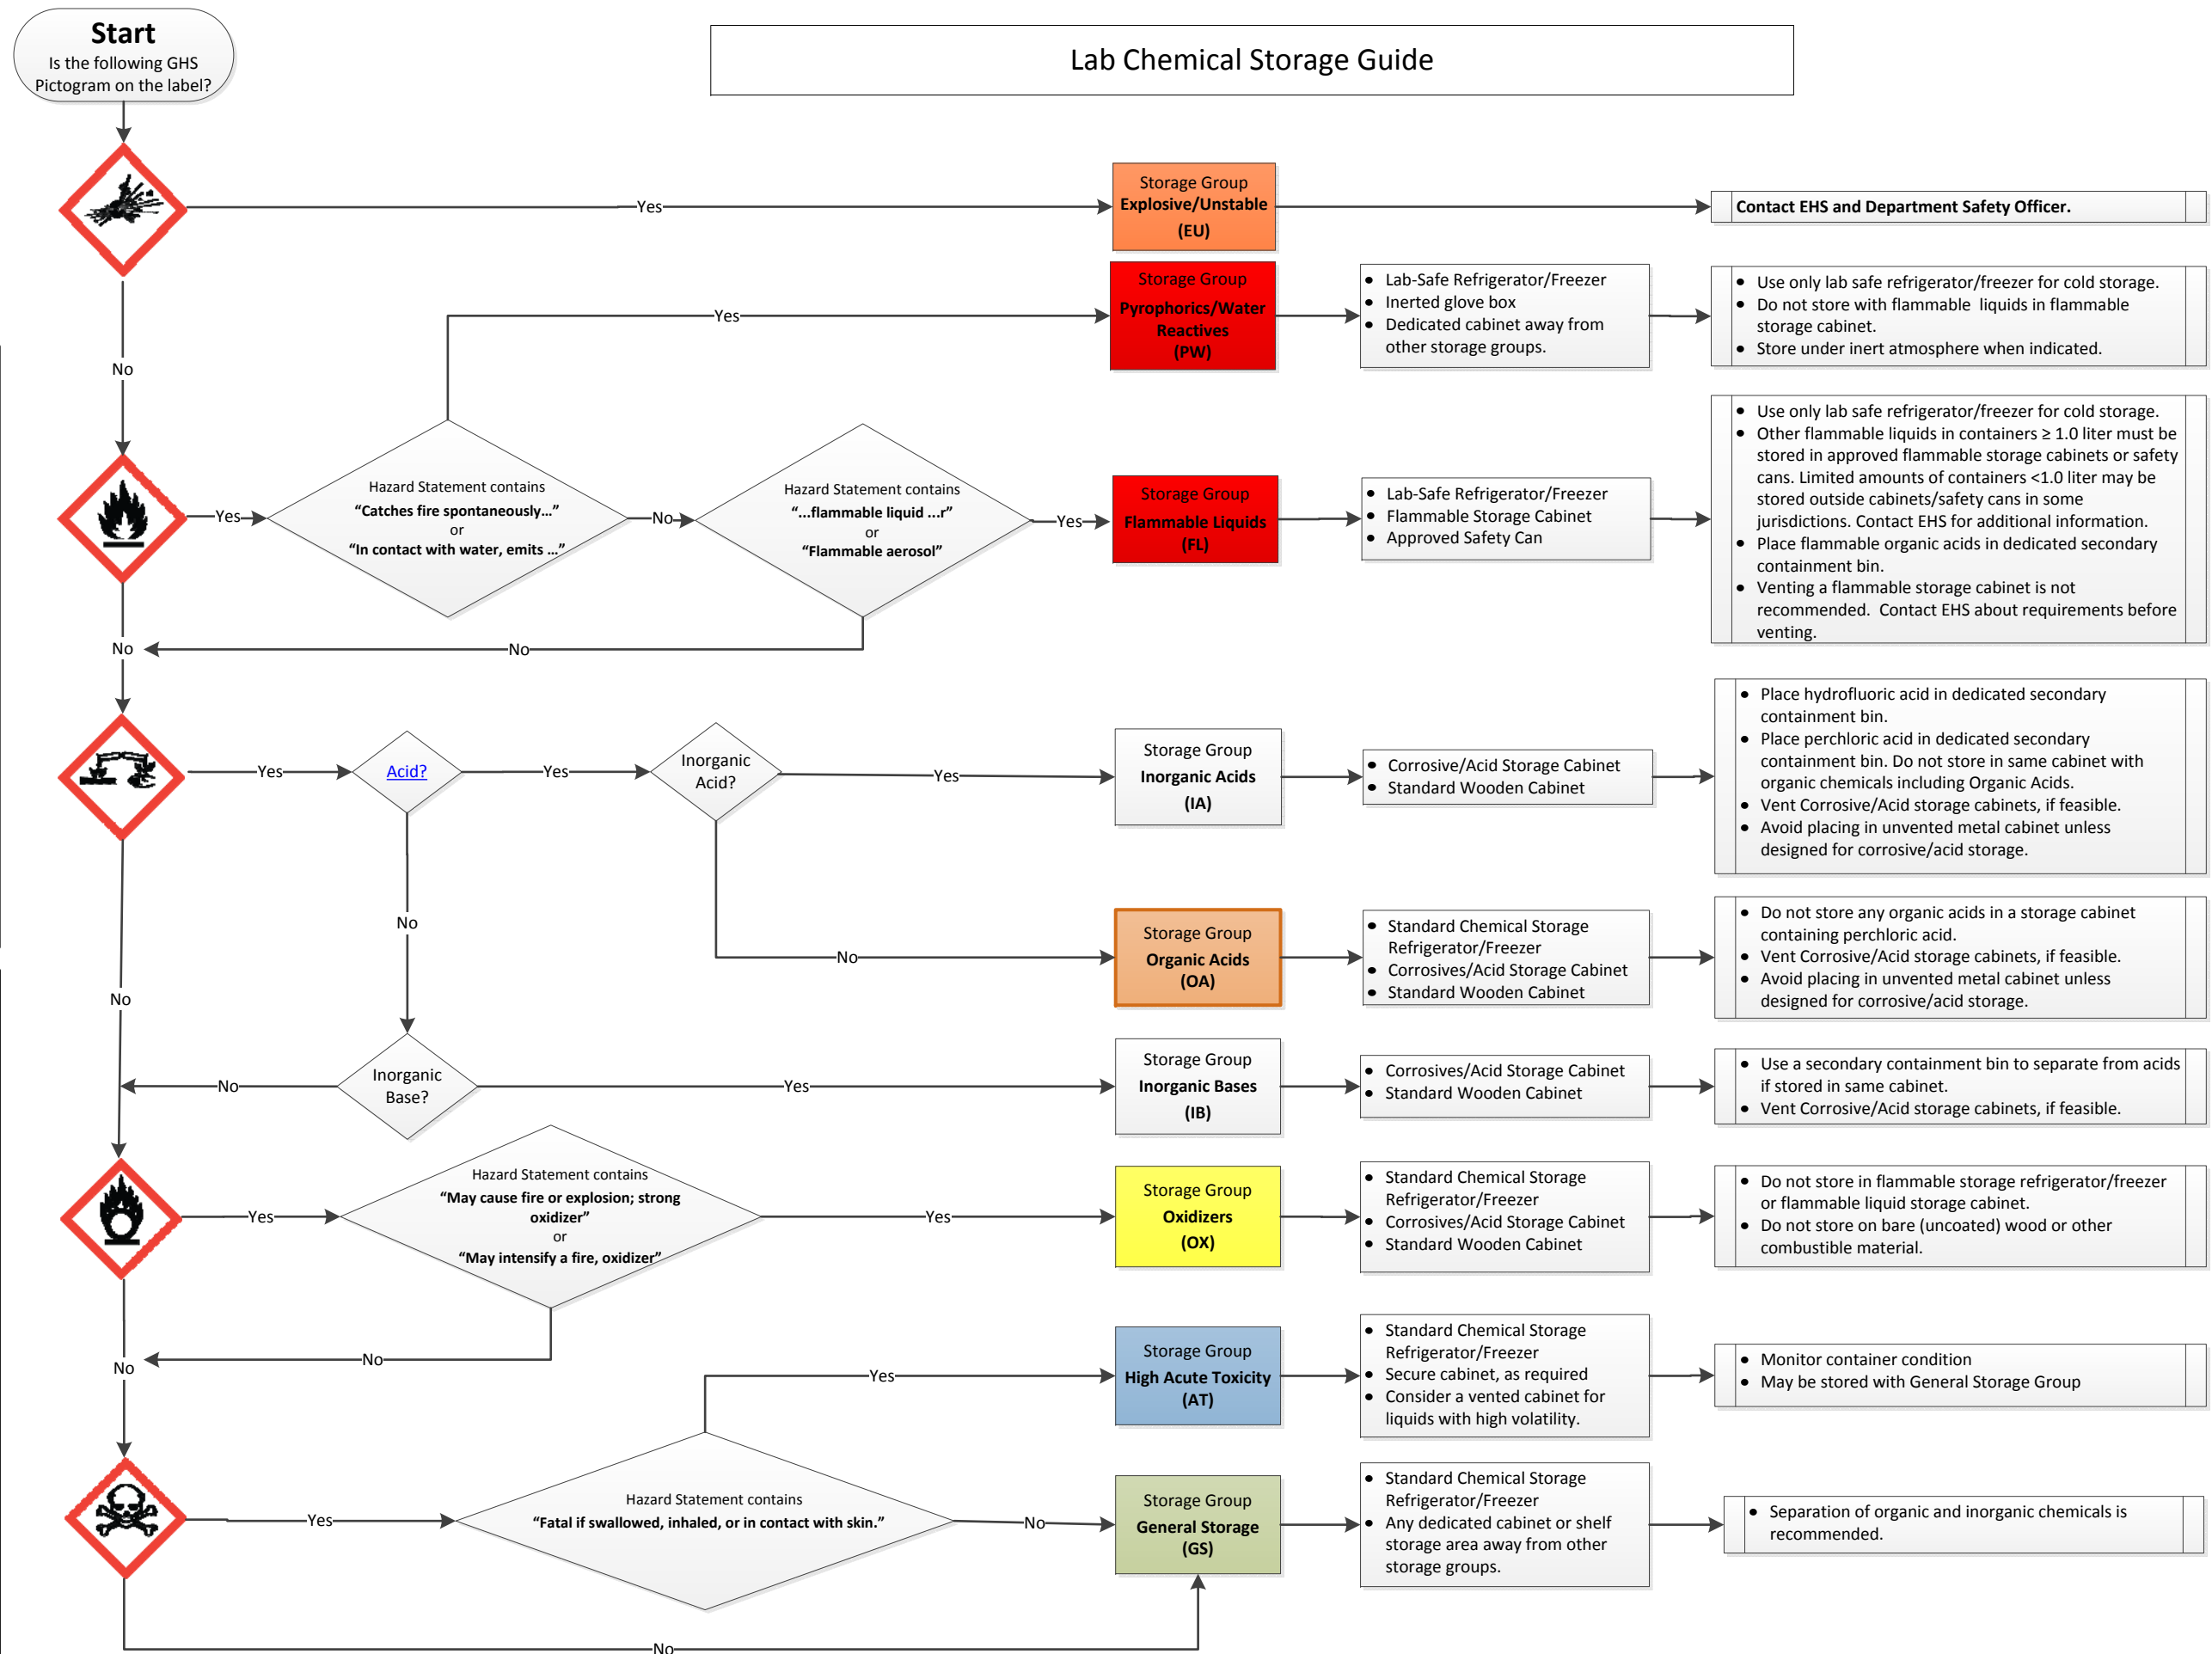 Start
Is the following GHS
Pictogram on the label?
Lab Chemical Storage Guide
Yes
Storage Group
Explosive/Unstable
(EU)
Contact EHS and Department Safety Officer.
No
Yes
Storage Group
Pyrophorics/Water
Reactives
(PW)
• Lab-Safe Refrigerator/Freezer
• Inerted glove box
• Dedicated cabinet away from
other storage groups.
• Use only lab safe refrigerator/freezer for cold storage.
• Do not store with flammable liquids in flammable
storage cabinet.
• Store under inert atmosphere when indicated.
Yes
Hazard Statement contains
“Catches fire spontaneously…”
or
“In contact with water, emits …”
No
Hazard Statement contains
“...flammable liquid ...r”
or
“Flammable aerosol”
Yes
Storage Group
Flammable Liquids
(FL)
• Lab-Safe Refrigerator/Freezer
• Flammable Storage Cabinet
• Approved Safety Can
• Use only lab safe refrigerator/freezer for cold storage.
• Other flammable liquids in containers ≥ 1.0 liter must be
stored in approved flammable storage cabinets or safety
cans. Limited amounts of containers <1.0 liter may be
stored outside cabinets/safety cans in some
jurisdictions. Contact EHS for additional information.
• Place flammable organic acids in dedicated secondary
containment bin.
• Venting a flammable storage cabinet is not
recommended. Contact EHS about requirements before
venting.
No
No
Yes
Acid?
Yes
Inorganic
Acid?
Yes
Storage Group
Inorganic Acids
(IA)
• Corrosive/Acid Storage Cabinet
• Standard Wooden Cabinet
• Place hydrofluoric acid in dedicated secondary
containment bin.
• Place perchloric acid in dedicated secondary
containment bin. Do not store in same cabinet with
organic chemicals including Organic Acids.
• Vent Corrosive/Acid storage cabinets, if feasible.
• Avoid placing in unvented metal cabinet unless
designed for corrosive/acid storage.
No
No
Storage Group
Organic Acids
(OA)
• Standard Chemical Storage
Refrigerator/Freezer
• Corrosives/Acid Storage Cabinet
• Standard Wooden Cabinet
• Do not store any organic acids in a storage cabinet
containing perchloric acid.
• Vent Corrosive/Acid storage cabinets, if feasible.
• Avoid placing in unvented metal cabinet unless
designed for corrosive/acid storage.
No
No
Inorganic
Base?
Yes
Storage Group
Inorganic Bases
(IB)
• Corrosives/Acid Storage Cabinet
• Standard Wooden Cabinet
• Use a secondary containment bin to separate from acids
if stored in same cabinet.
• Vent Corrosive/Acid storage cabinets, if feasible.
Yes
Hazard Statement contains
“May cause fire or explosion; strong
oxidizer”
or
“May intensify a fire, oxidizer”
Yes
Storage Group
Oxidizers
(OX)
• Standard Chemical Storage
Refrigerator/Freezer
• Corrosives/Acid Storage Cabinet
• Standard Wooden Cabinet
• Do not store in flammable storage refrigerator/freezer
or flammable liquid storage cabinet.
• Do not store on bare (uncoated) wood or other
combustible material.
No
No
Yes
Storage Group
High Acute Toxicity
(AT)
• Standard Chemical Storage
Refrigerator/Freezer
• Secure cabinet, as required
• Consider a vented cabinet for
liquids with high volatility.
• Monitor container condition
• May be stored with General Storage Group
Yes
Hazard Statement contains
“Fatal if swallowed, inhaled, or in contact with skin.”
No
Storage Group
General Storage
(GS)
• Standard Chemical Storage
Refrigerator/Freezer
• Any dedicated cabinet or shelf
storage area away from other
storage groups.
• Separation of organic and inorganic chemicals is
recommended.
No